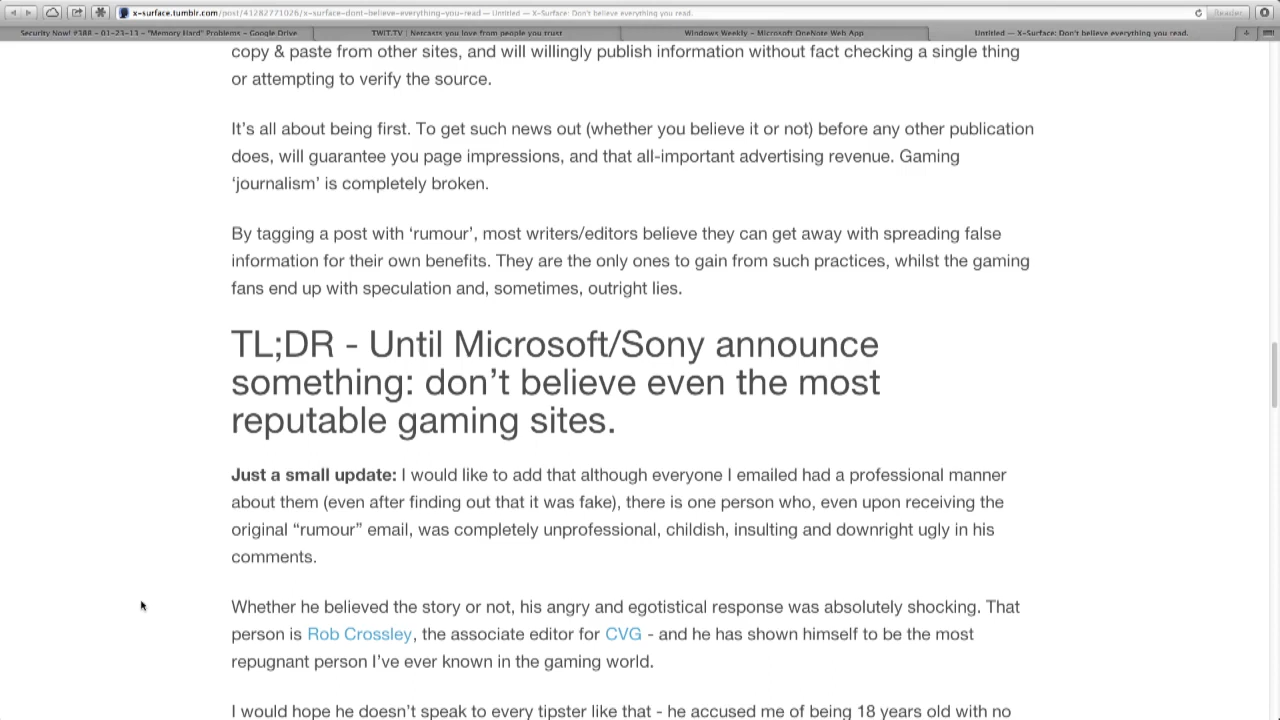 x-surface.tumblr.com/post/41282771026/x-surface-dont-believe-everything-you-read — Untitled — X-Surface: Don't believe everything you read.
Reader
Security Now! #388 - 01-23-13 - "Memory Hard" Problems - Google Drive
TWiT.TV | Netcasts you love from people you trust
Windows Weekly - Microsoft OneNote Web App
Untitled — X-Surface: Don't believe everything you read.
copy & paste from other sites, and will willingly publish information without fact checking a single thing
or attempting to verify the source.
It’s all about being first. To get such news out (whether you believe it or not) before any other publication
does, will guarantee you page impressions, and that all-important advertising revenue. Gaming
‘journalism’ is completely broken.
By tagging a post with ‘rumour’, most writers/editors believe they can get away with spreading false
information for their own benefits. They are the only ones to gain from such practices, whilst the gaming
fans end up with speculation and, sometimes, outright lies.
TL;DR - Until Microsoft/Sony announce
something: don’t believe even the most
reputable gaming sites.
Just a small update: I would like to add that although everyone I emailed had a professional manner
about them (even after finding out that it was fake), there is one person who, even upon receiving the
original “rumour” email, was completely unprofessional, childish, insulting and downright ugly in his
comments.
Whether he believed the story or not, his angry and egotistical response was absolutely shocking. That
person is Rob Crossley, the associate editor for CVG - and he has shown himself to be the most
repugnant person I’ve ever known in the gaming world.
I would hope he doesn’t speak to every tipster like that - he accused me of being 18 years old with no